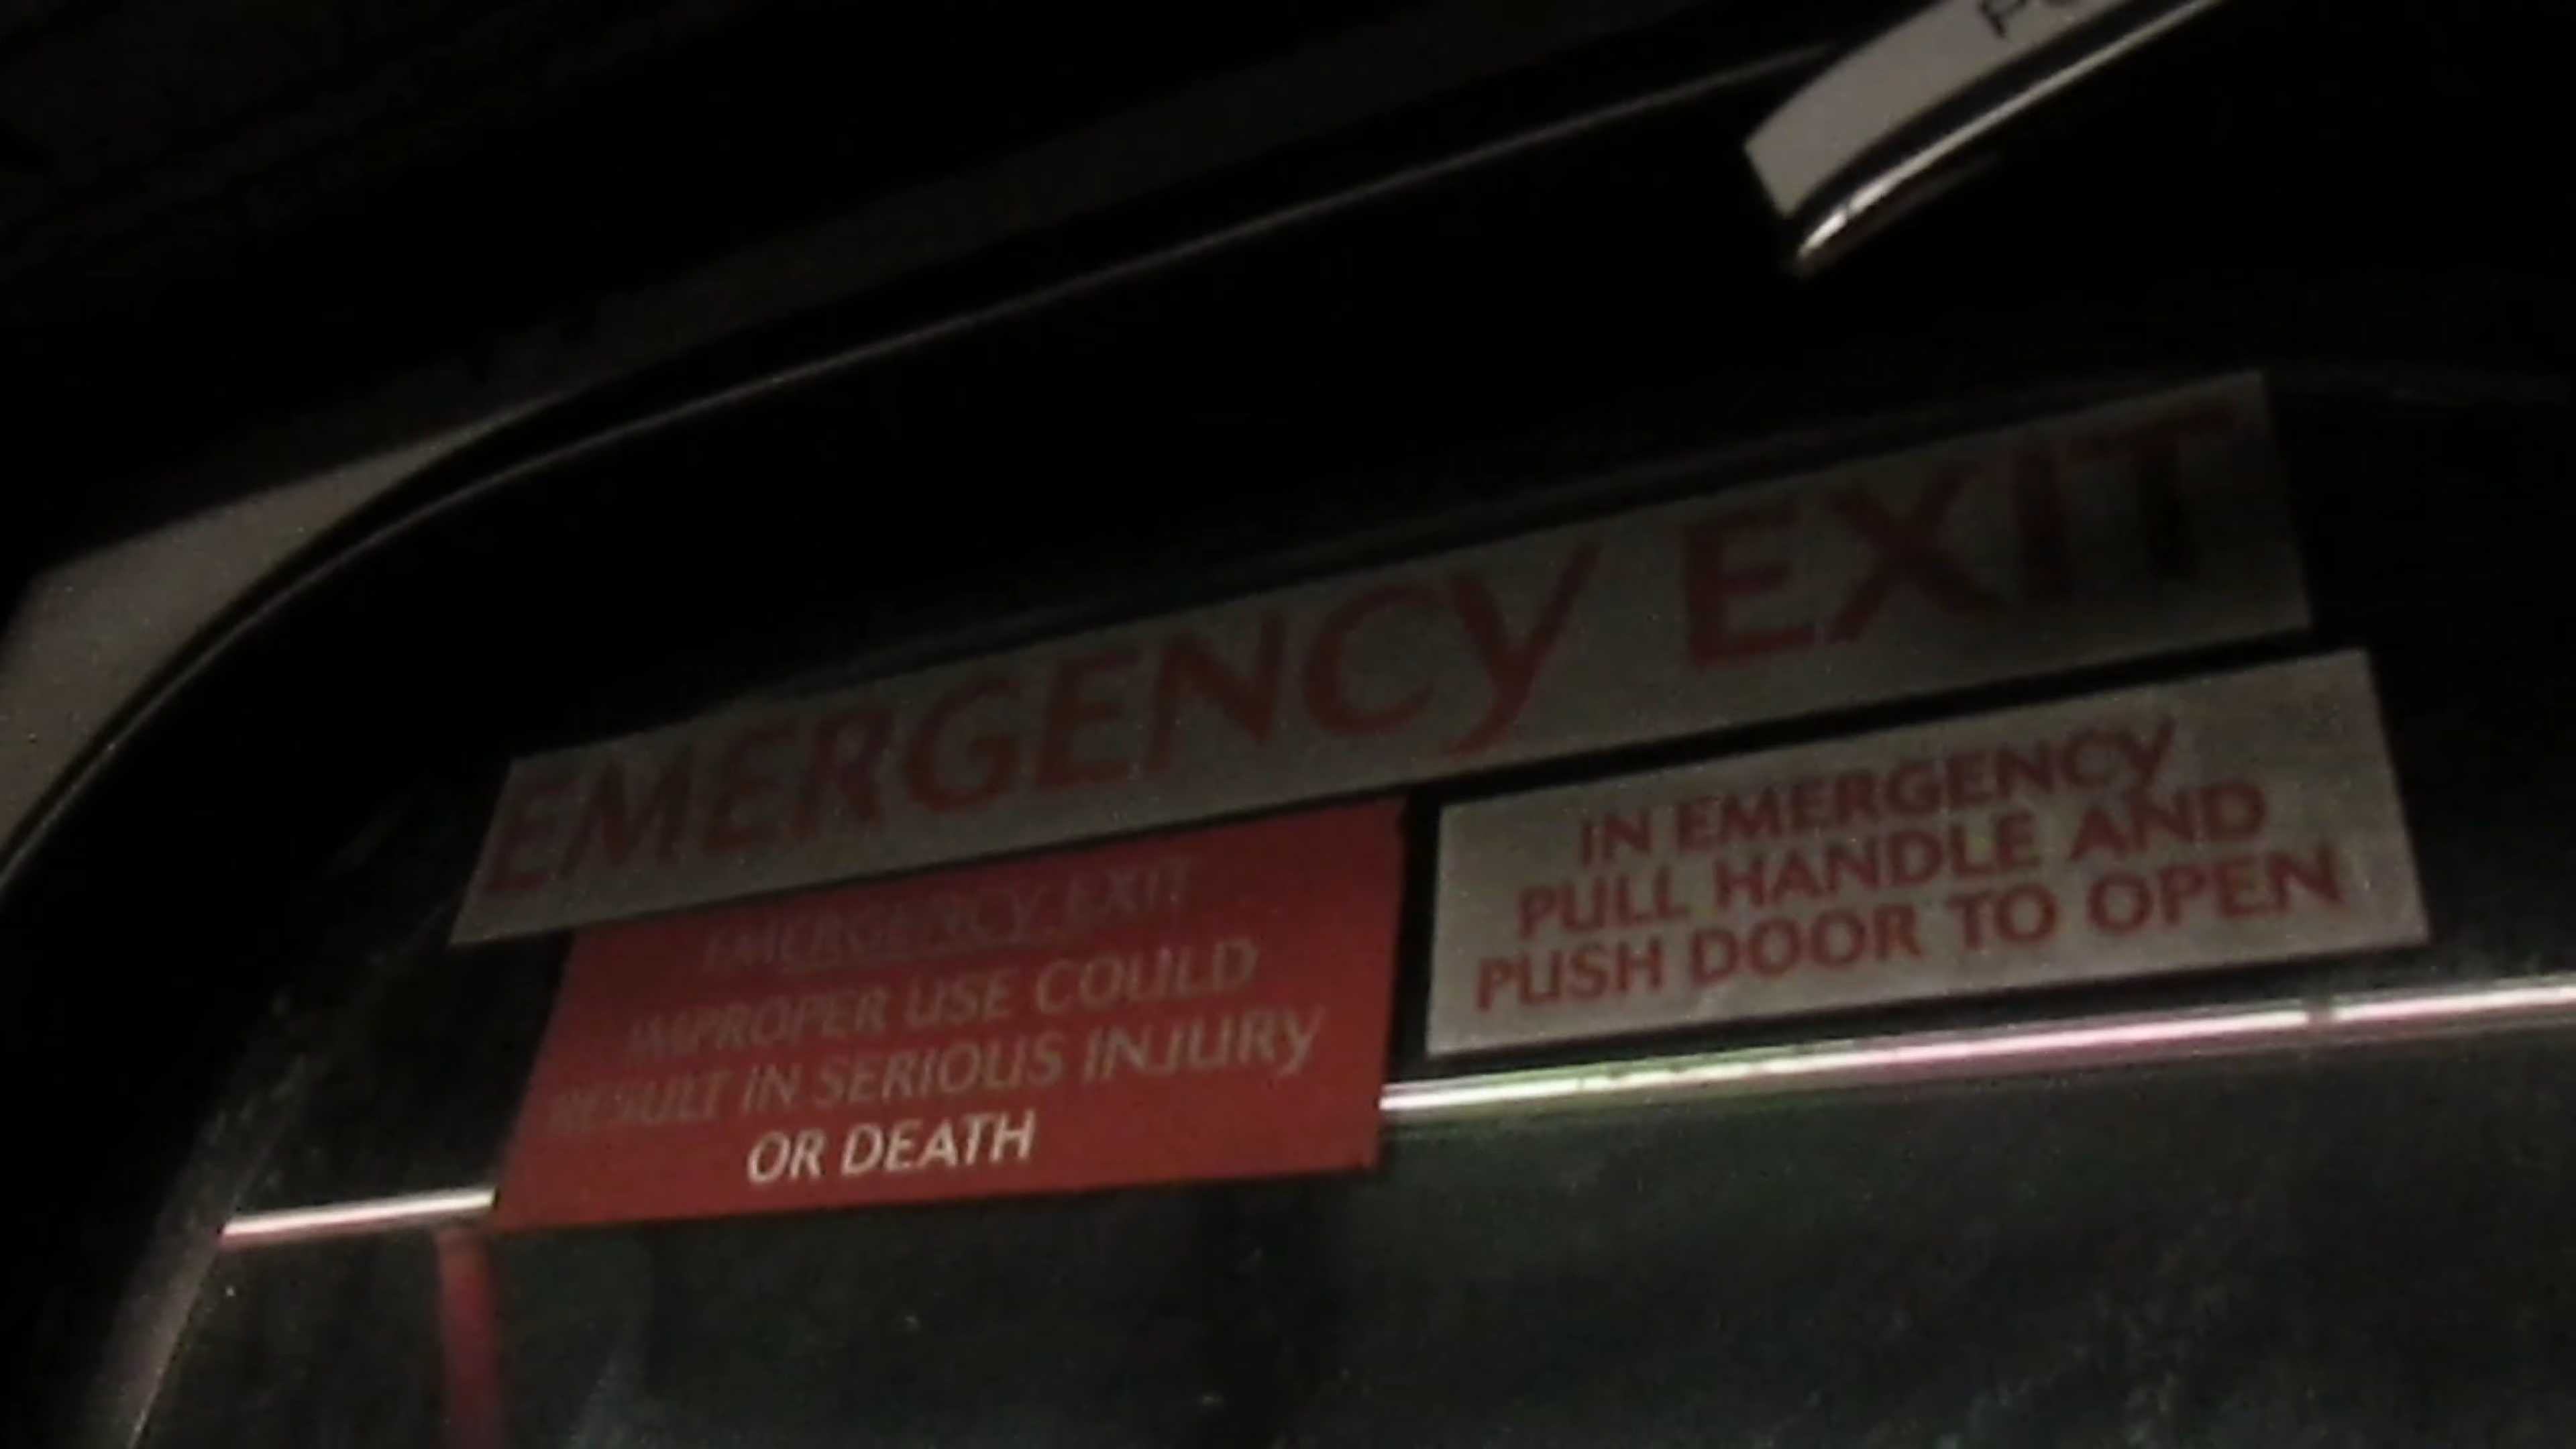 EMERGENCY EXIT
EMERGENCY EXIT
IMPROPER USE COULD
RESULT IN SERIOUS INJURY
OR DEATH
IN EMERGENCY
PULL HANDLE AND
PUSH DOOR TO OPEN